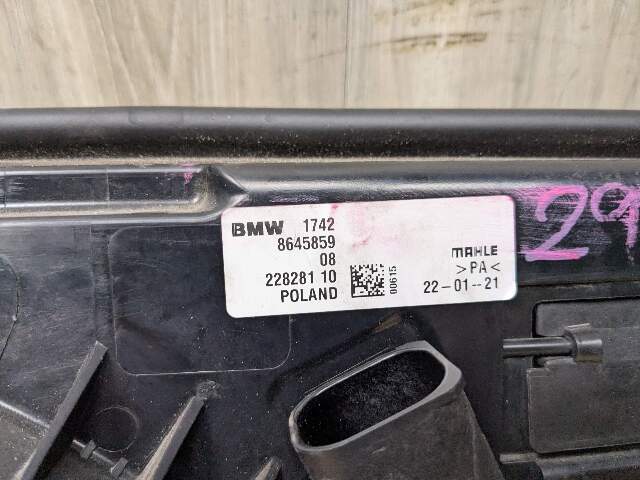 BMW 1742
8645859
08
228281 10
POLAND
00615
MAHLE
>PA<
22-01--21
29